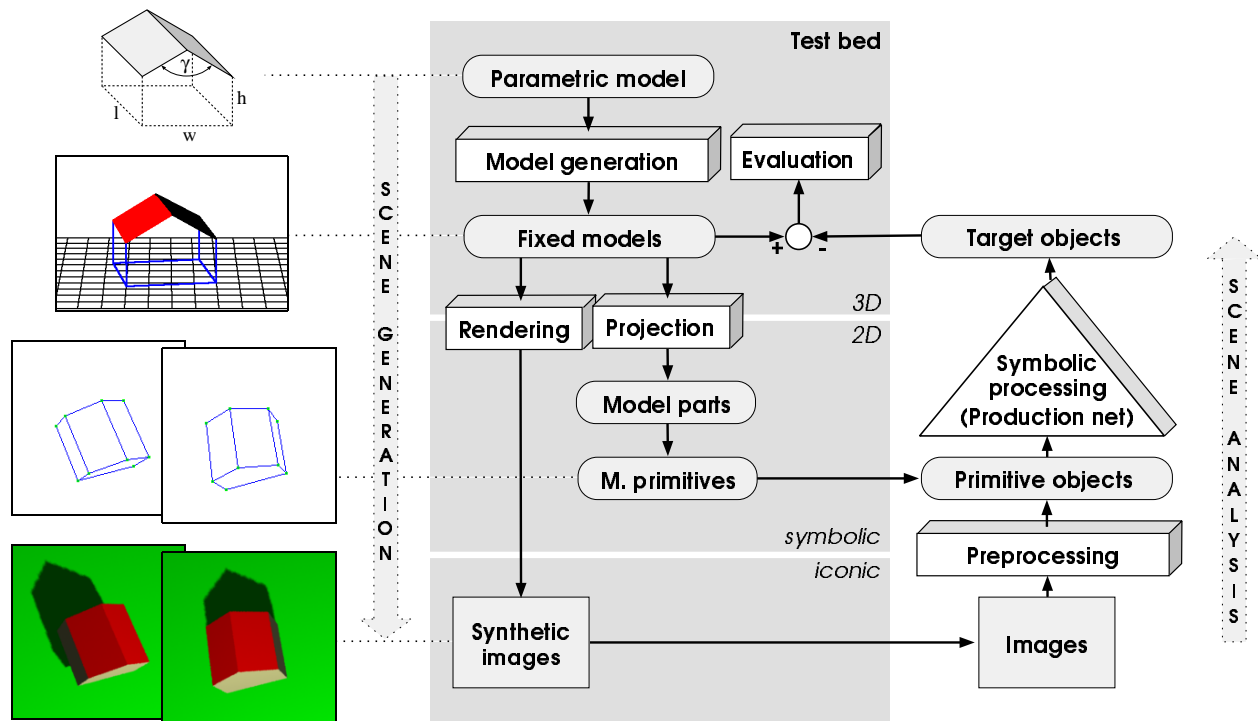 Test bed
Parametric model
γ
h
l
w
Model generation
Evaluation
SCENE GENERATION
Fixed models
+
-
Target objects
3D
Rendering
Projection
2D
SCENE ANALYSIS
Symbolic
processing
(Production net)
Model parts
M. primitives
Primitive objects
symbolic
Preprocessing
iconic
Synthetic
images
Images